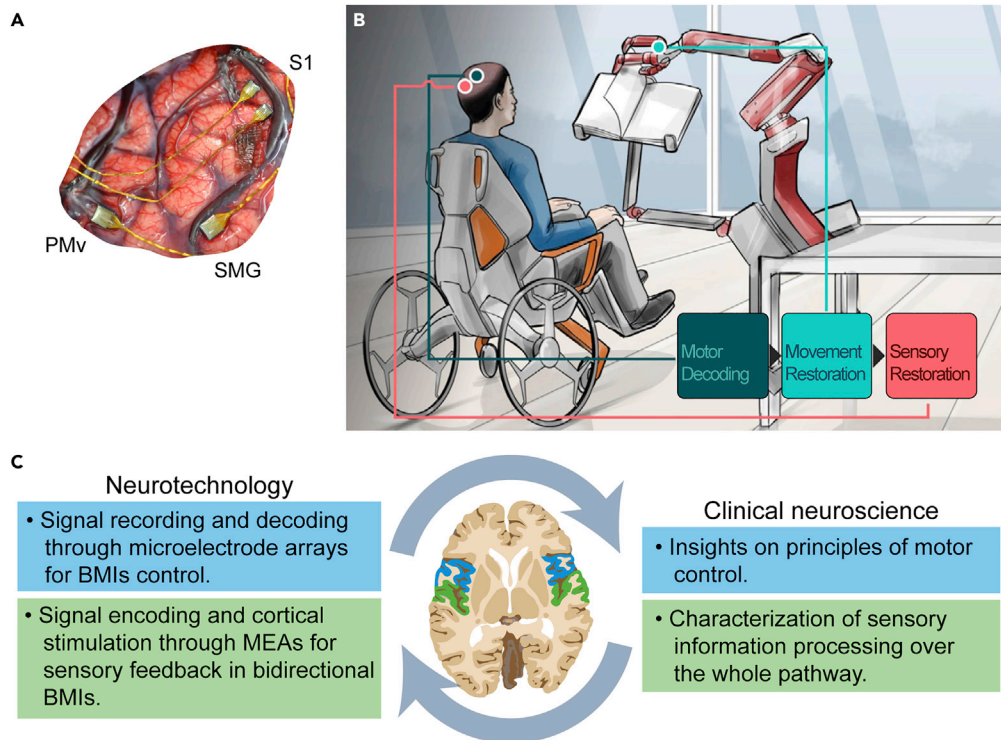 A
S1
PMv
SMG
B
Motor
Decoding
Movement
Restoration
Sensory
Restoration
C
Neurotechnology
• Signal recording and decoding
through microelectrode arrays
for BMIs control.
• Signal encoding and cortical
stimulation through MEAs for
sensory feedback in bidirectional
BMIs.
Clinical neuroscience
• Insights on principles of motor
control.
• Characterization of sensory
information processing over
the whole pathway.